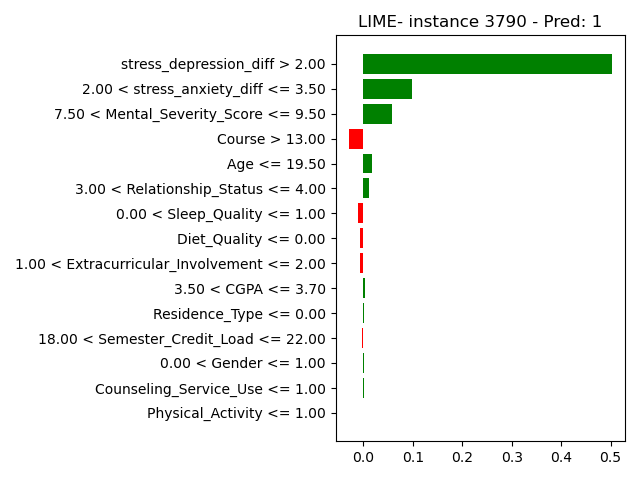 LIME- instance 3790 - Pred: 1
stress_depression_diff > 2.00
2.00 < stress_anxiety_diff <= 3.50
7.50 < Mental_Severity_Score <= 9.50
Course > 13.00
Age <= 19.50
3.00 < Relationship_Status <= 4.00
0.00 < Sleep_Quality <= 1.00
Diet_Quality <= 0.00
1.00 < Extracurricular_Involvement <= 2.00
3.50 < CGPA <= 3.70
Residence_Type <= 0.00
18.00 < Semester_Credit_Load <= 22.00
0.00 < Gender <= 1.00
Counseling_Service_Use <= 1.00
Physical_Activity <= 1.00
0.0 0.1 0.2 0.3 0.4 0.5